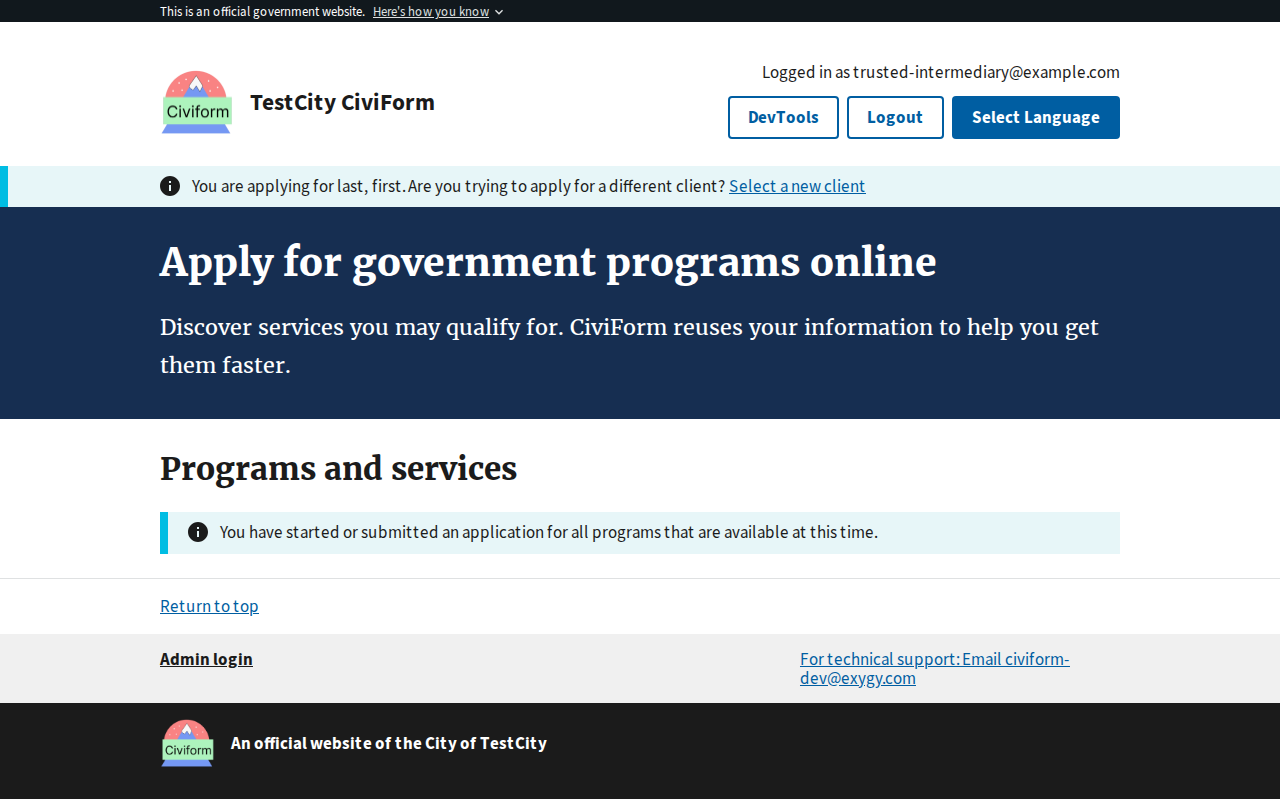 This is an official government website. Here's how you know
Logged in as trusted-intermediary@example.com
Civiform
TestCity CiviForm
DevTools
Logout
Select Language
You are applying for last, first. Are you trying to apply for a different client? Select a new client
Apply for government programs online
Discover services you may qualify for. CiviForm reuses your information to help you get
them faster.
Programs and services
You have started or submitted an application for all programs that are available at this time.
Return to top
Admin login
For technical support: Email civiform-
dev@exygy.com
Civiform
An official website of the City of TestCity